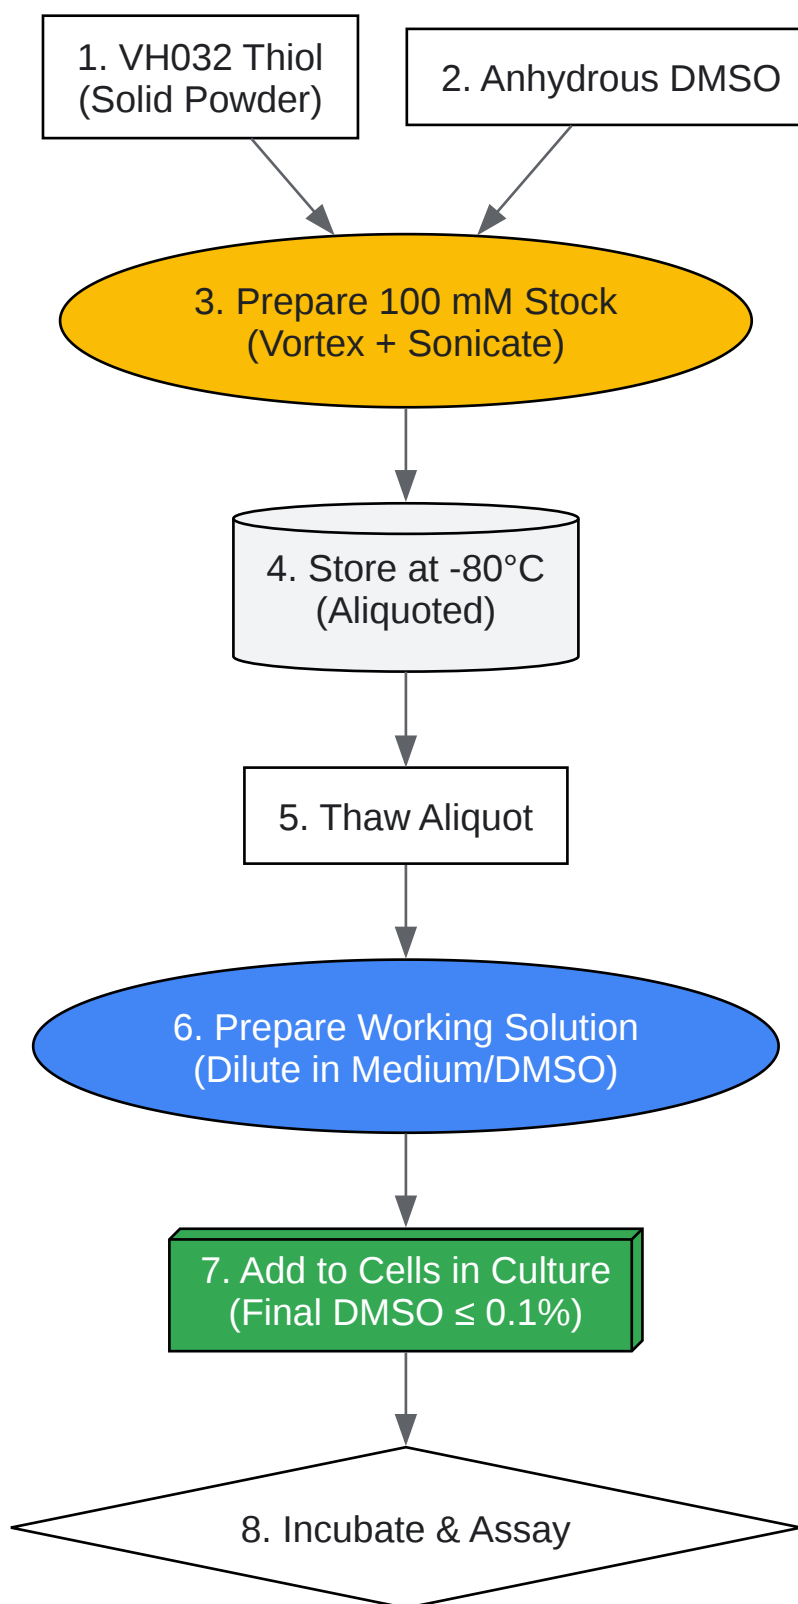 1. VH032 Thiol
(Solid Powder)
2. Anhydrous DMSO
3. Prepare 100 mM Stock
(Vortex + Sonicate)
4. Store at -80°C
(Aliquoted)
5. Thaw Aliquot
6. Prepare Working Solution
(Dilute in Medium/DMSO)
7. Add to Cells in Culture
(Final DMSO ≤ 0.1%)
8. Incubate & Assay